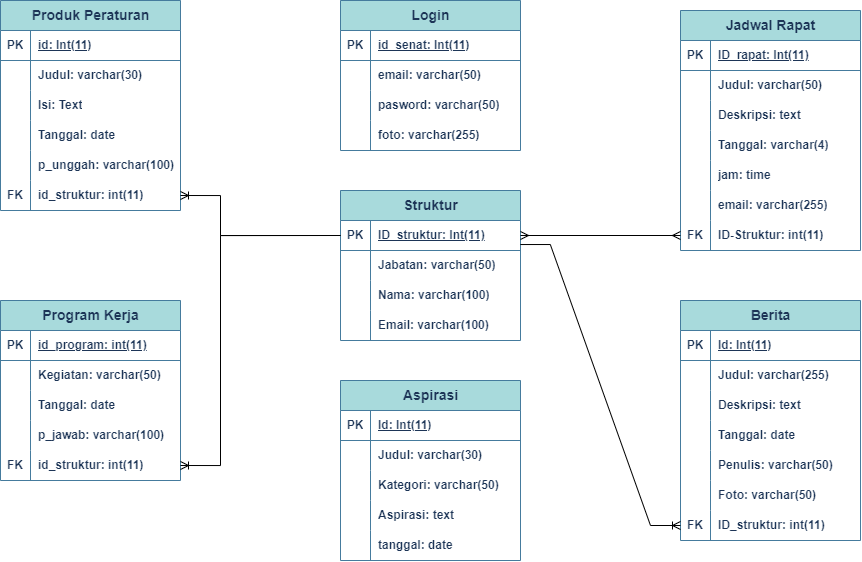 Produk Peraturan
PK id: Int(11)
Judul: varchar(30)
Isi: Text
Tanggal: date
p_unggah: varchar(100)
FK id_struktur: int(11)
Login
PK id_senat: Int(11)
email: varchar(50)
pasword: varchar(50)
foto: varchar(255)
Jadwal Rapat
PK ID_rapat: Int(11)
Judul: varchar(50)
Deskripsi: text
Tanggal: varchar(4)
jam: time
email: varchar(255)
FK ID-Struktur: int(11)
Struktur
PK ID_struktur: Int(11)
Jabatan: varchar(50)
Nama: varchar(100)
Email: varchar(100)
Program Kerja
PK id_program: int(11)
Kegiatan: varchar(50)
Tanggal: date
p_jawab: varchar(100)
FK id_struktur: int(11)
Aspirasi
PK Id: Int(11)
Judul: varchar(30)
Kategori: varchar(50)
Aspirasi: text
tanggal: date
Berita
PK Id: Int(11)
Judul: varchar(255)
Deskripsi: text
Tanggal: date
Penulis: varchar(50)
Foto: varchar(50)
FK ID_struktur: int(11)